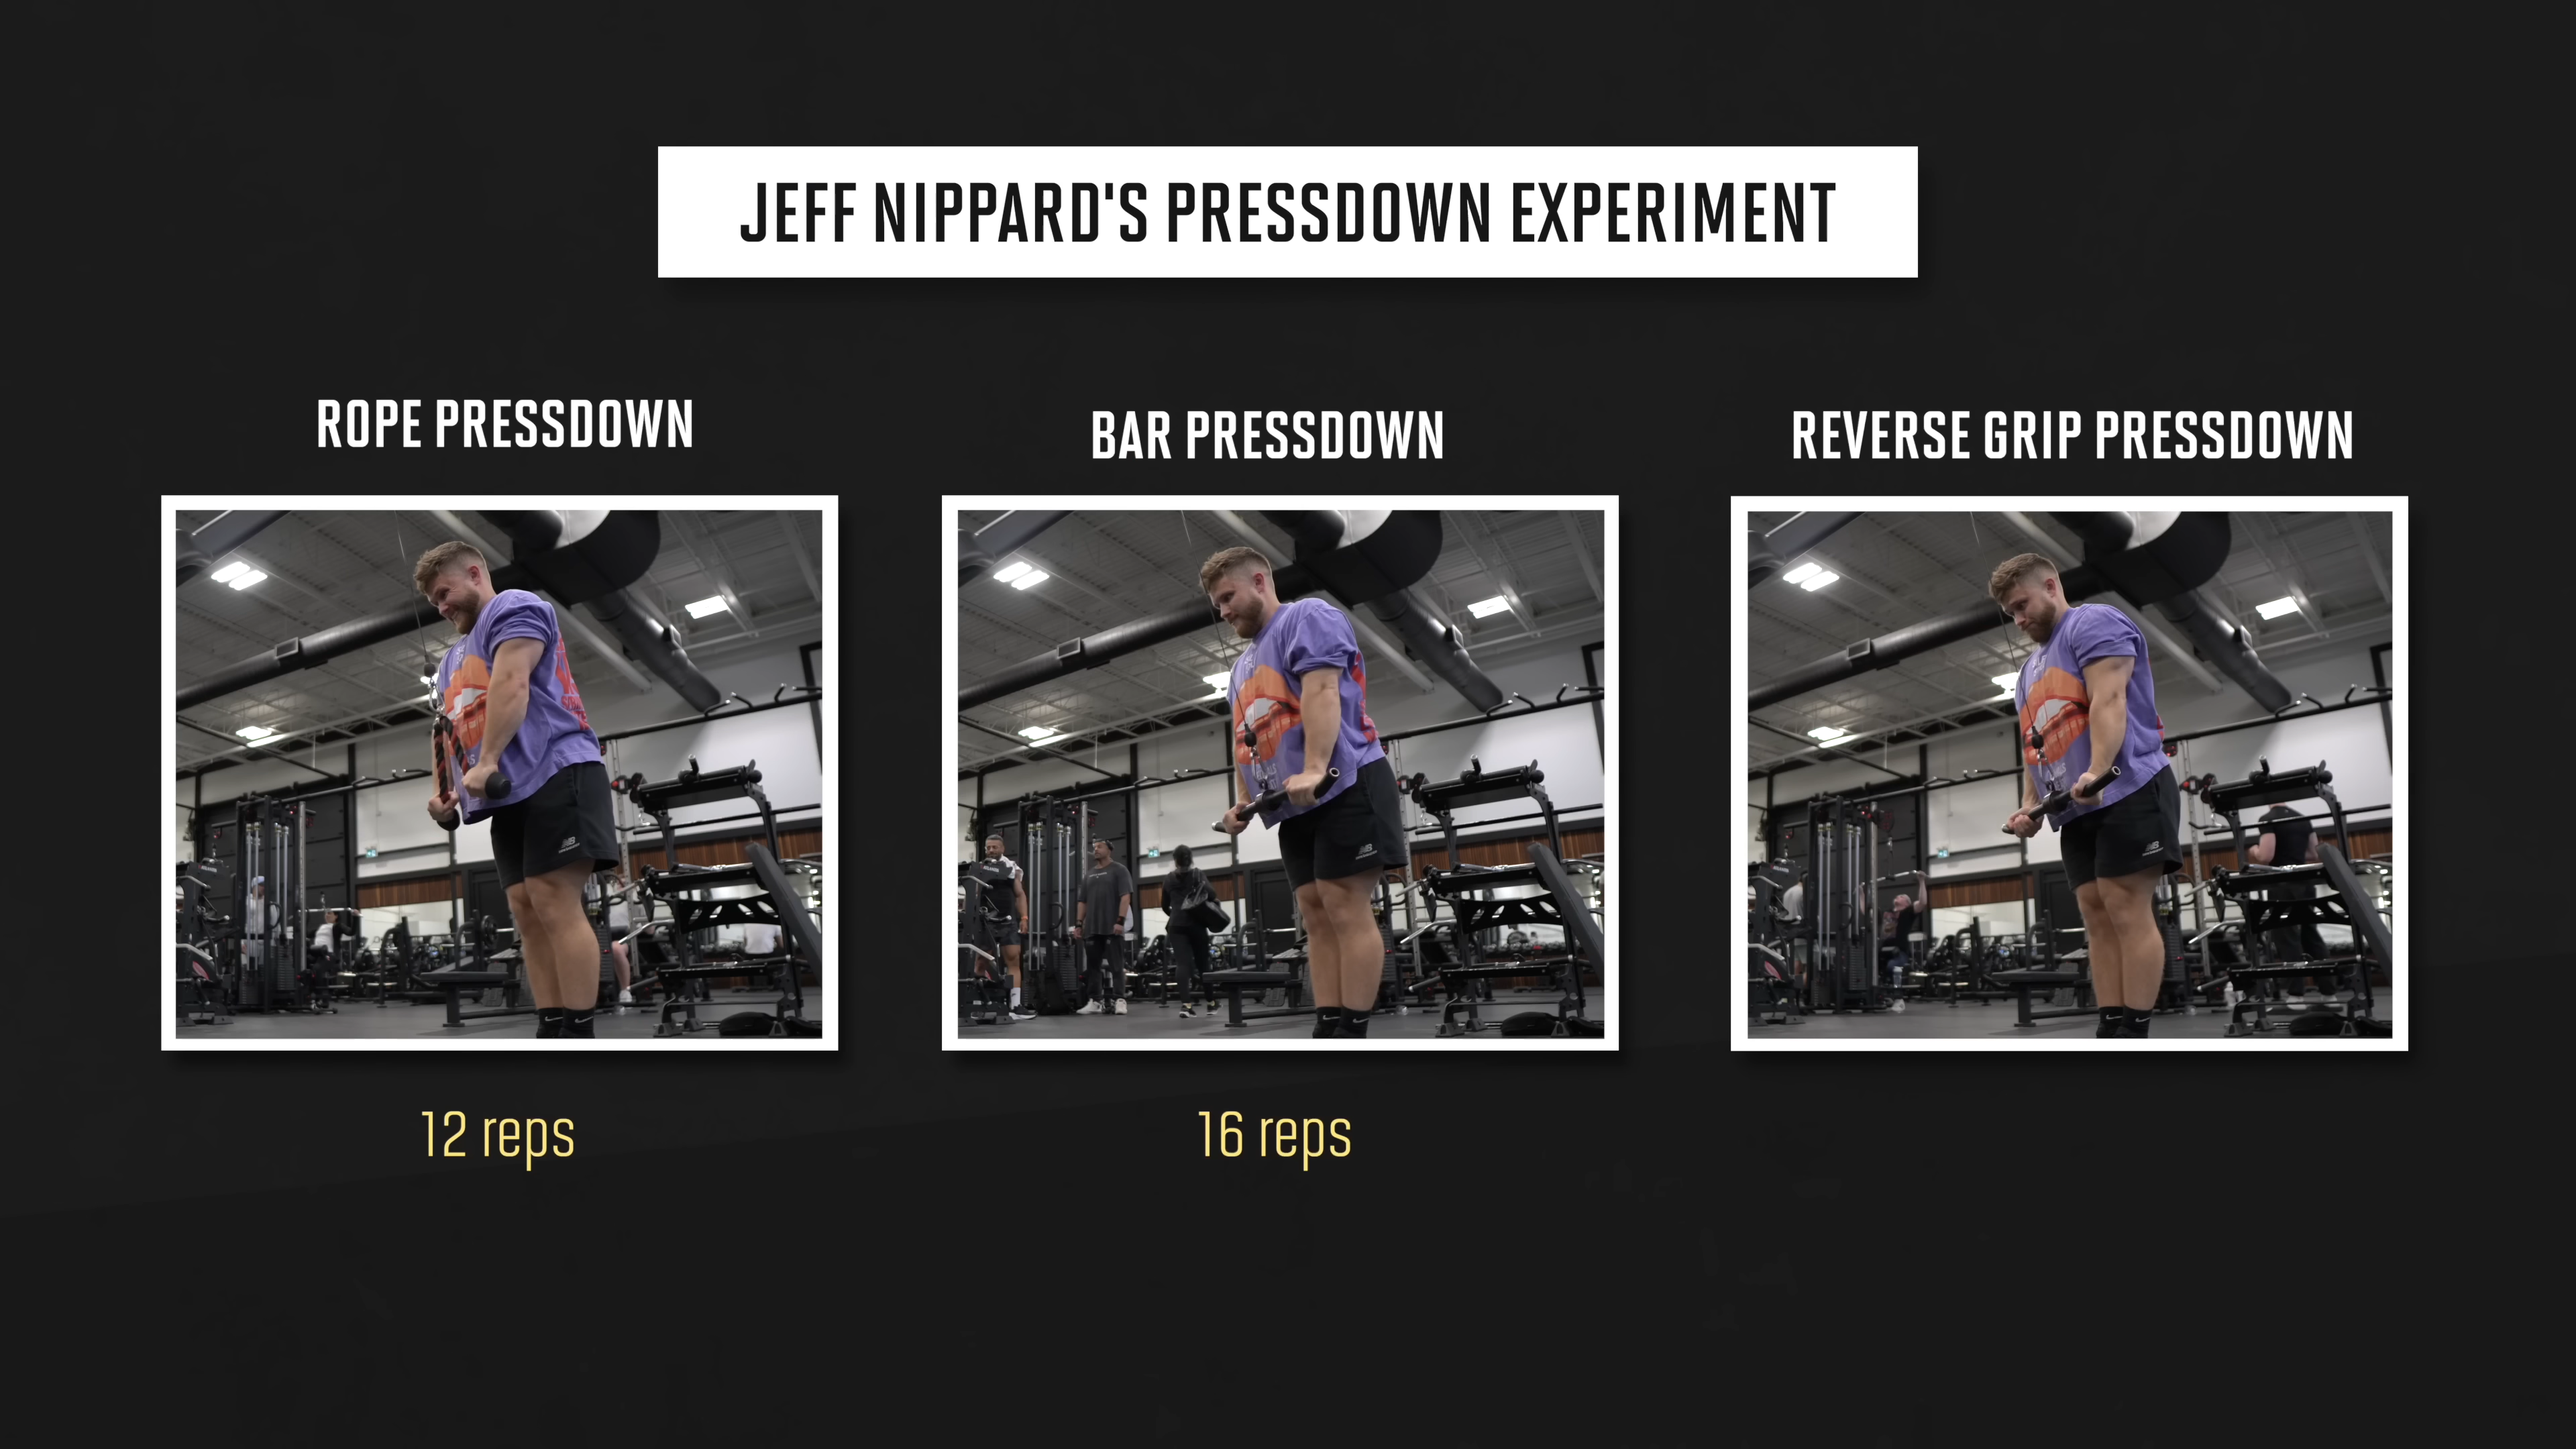 JEFF NIPPARD'S PRESSDOWN EXPERIMENT
ROPE PRESSDOWN
BAR PRESSDOWN
REVERSE GRIP PRESSDOWN
12 reps
16 reps